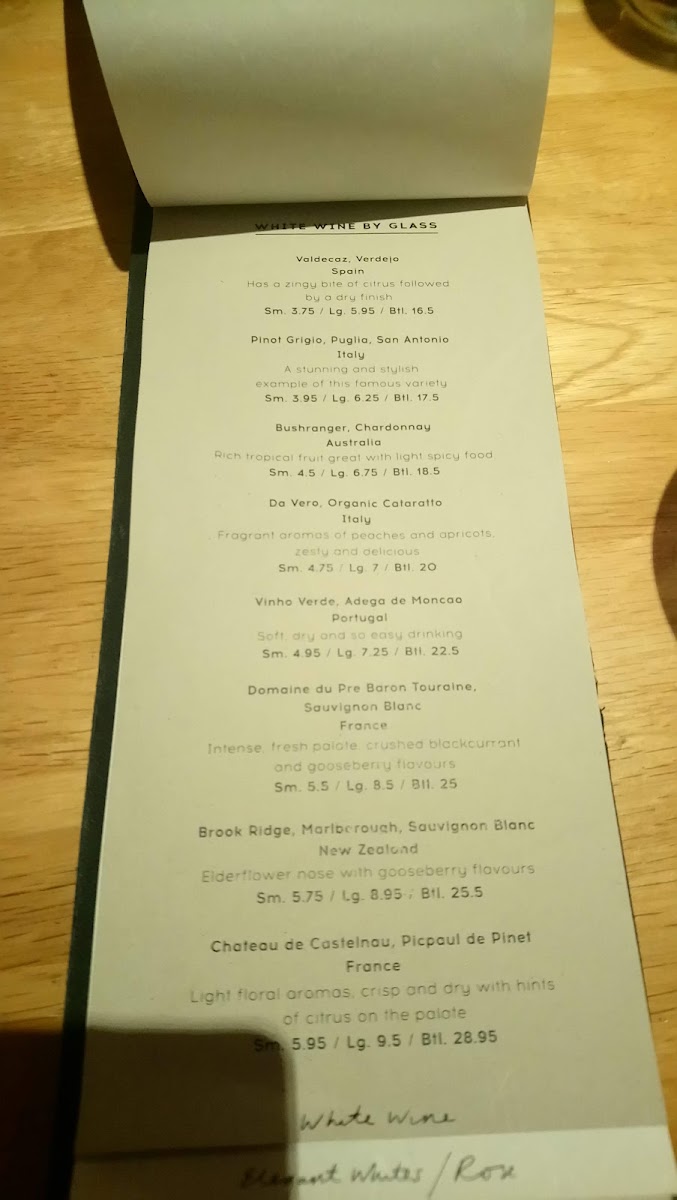 WHITE WINE BY GLASS
Valdecaz, Verdejo
Spain
Has a zingy bite of citrus followed
by a dry finish
Sm. 3.75 / Lg. 5.95 / Btl. 16.5
Pinot Grigio, Puglia, San Antonio
Italy
A stunning and stylish
example of this famous variety
Sm. 3.95 / Lg. 6.25 / Btl. 17.5
Bushranger, Chardonnay
Australia
Rich tropical fruit great with light spicy food
Sm. 4.5 / Lg. 6.75 / Btl. 18.5
Da Vero, Organic Cataratto
Italy
Fragrant aromas of peaches and apricots,
zesty and delicious
Sm. 4.75 / Lg. 7 / Btl. 20
Vinho Verde, Adega de Moncao
Portugal
Soft, dry and so easy drinking
Sm. 4.95 / Lg. 7.25 / Btl. 22.5
Domaine du Pre Baron Touraine,
Sauvignon Blanc
France
Intense, fresh palate, crushed blackcurrant
and gooseberry flavours
Sm. 5.5 / Lg. 8.5 / Btl. 25
Brook Ridge, Marlborough, Sauvignon Blanc
New Zealand
Elderflower nose with gooseberry flavours
Sm. 5.75 / Lg. 8.95 / Btl. 25.5
Chateau de Castelnau, Picpaul de Pinet
France
Light floral aromas, crisp and dry with hints
of citrus on the palate
Sm. 5.95 / Lg. 9.5 / Btl. 28.95
White Wine
Elegant Whites / Rose